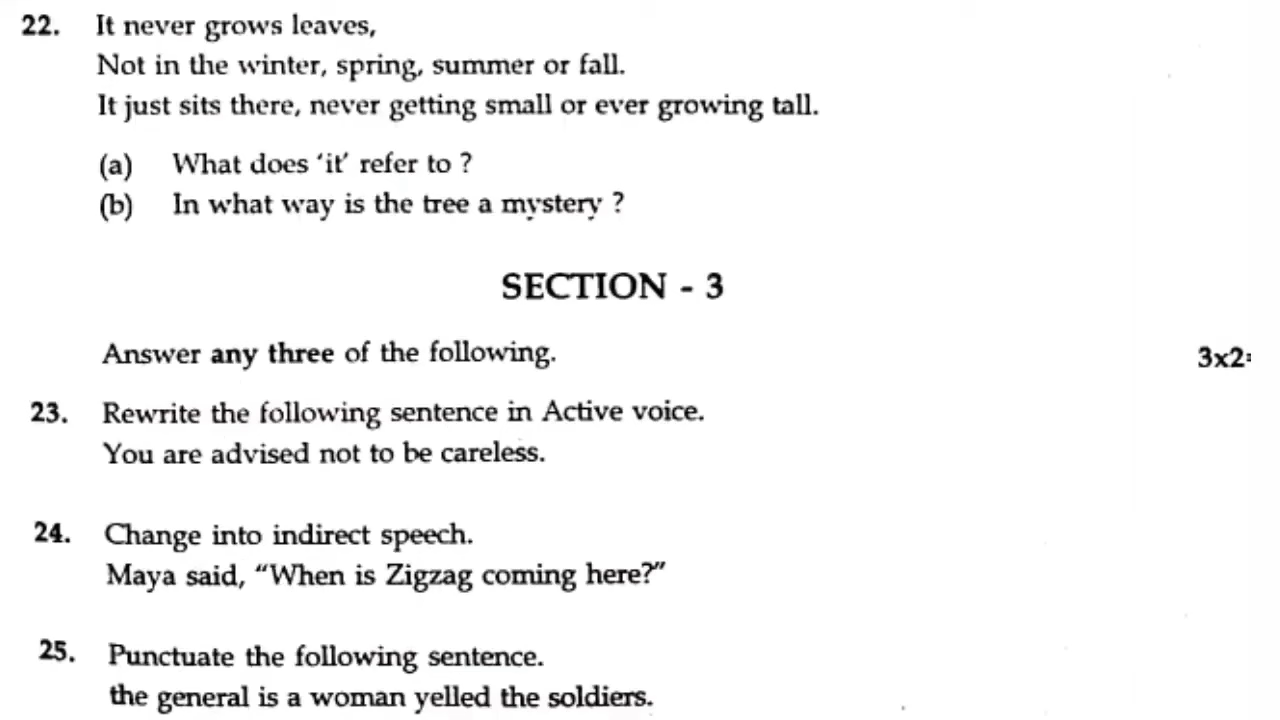 22. It never grows leaves,
Not in the winter, spring, summer or fall.
It just sits there, never getting small or ever growing tall.
(a) What does ‘it’ refer to ?
(b) In what way is the tree a mystery ?
SECTION - 3
Answer any three of the following. 3x2=
23. Rewrite the following sentence in Active voice.
You are advised not to be careless.
24. Change into indirect speech.
Maya said, “When is Zigzag coming here?”
25. Punctuate the following sentence.
the general is a woman yelled the soldiers.